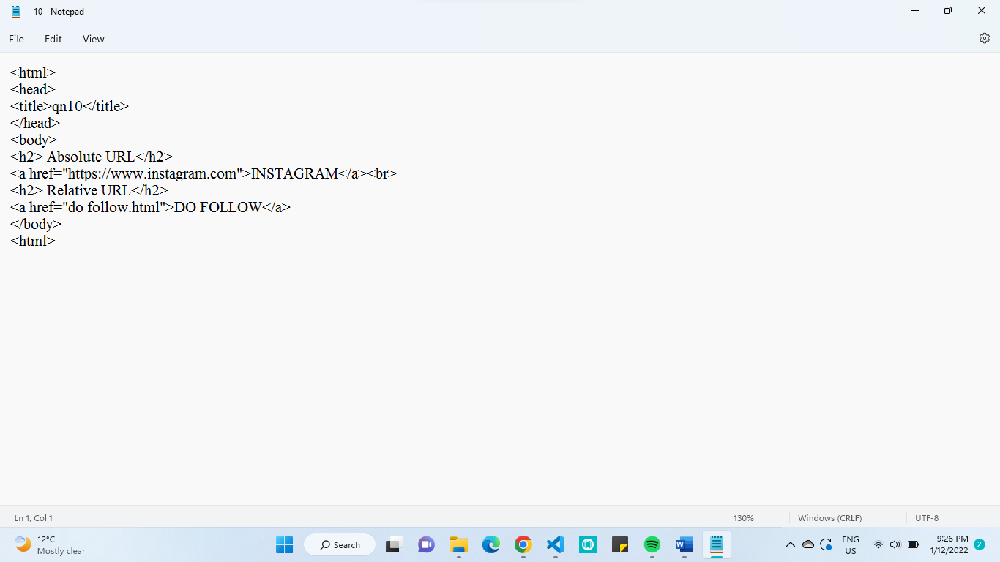 10 - Notepad
File Edit View
<html>
<head>
<title>qn10</title>
</head>
<body>
<h2> Absolute URL</h2>
<a href="https://www.instagram.com">INSTAGRAM</a><br>
<h2> Relative URL</h2>
<a href="do follow.html">DO FOLLOW</a>
</body>
<html>
Ln 1, Col 1 130% Windows (CRLF) UTF-8
12°C
Mostly clear
Search
W
ENG
US
9:26 PM
1/12/2022
2